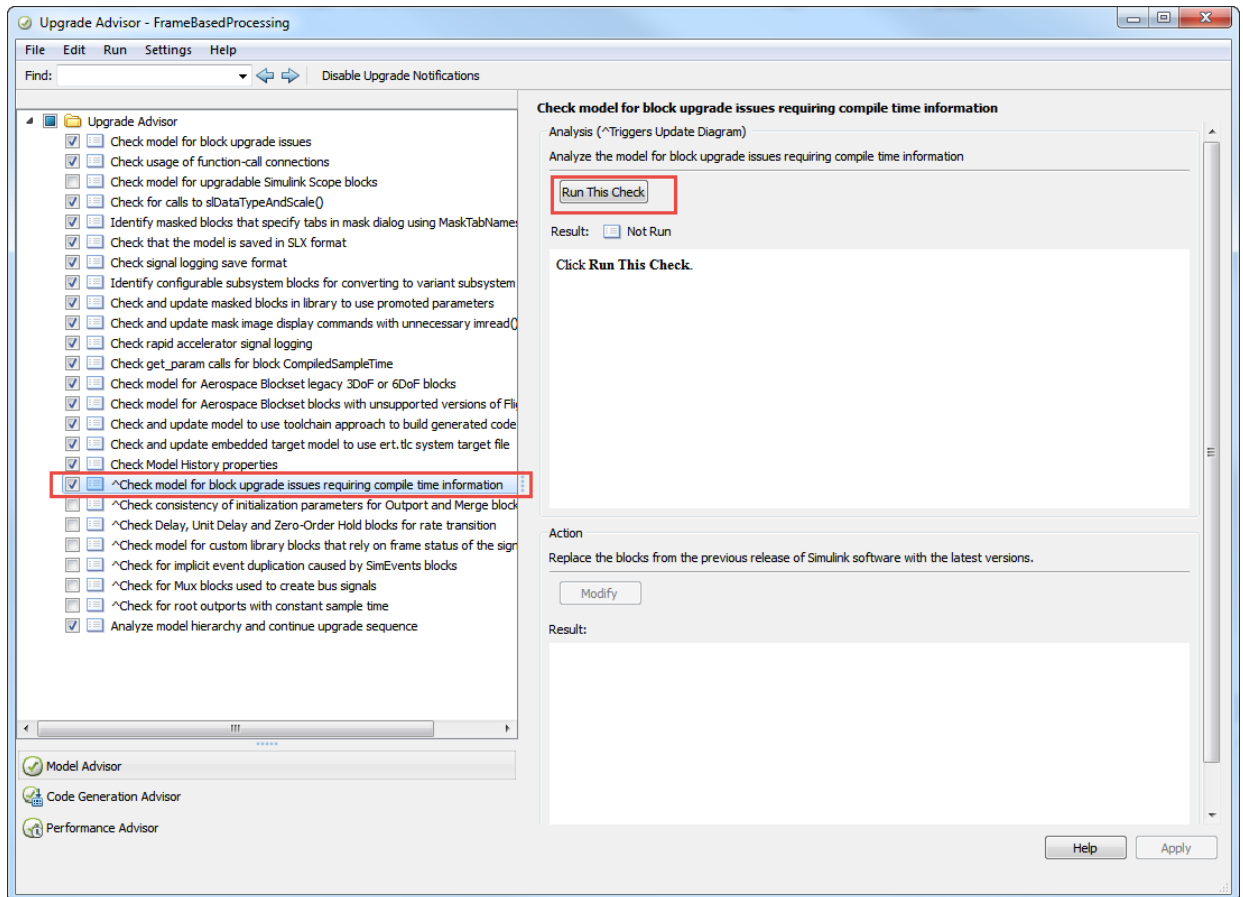 Upgrade Advisor - FrameBasedProcessing
File Edit Run Settings Help
Find: Disable Upgrade Notifications
Upgrade Advisor
Check model for block upgrade issues
Check usage of function-call connections
Check model for upgradable Simulink Scope blocks
Check for calls to slDataTypeAndScale()
Identify masked blocks that specify tabs in mask dialog using MaskTabNames
Check that the model is saved in SLX format
Check signal logging save format
Identify configurable subsystem blocks for converting to variant subsystem
Check and update masked blocks in library to use promoted parameters
Check and update mask image display commands with unnecessary imread()
Check rapid accelerator signal logging
Check get_param calls for block CompiledSampleTime
Check model for Aerospace Blockset legacy 3DoF or 6DoF blocks
Check model for Aerospace Blockset blocks with unsupported versions of Flig
Check and update model to use toolchain approach to build generated code
Check and update embedded target model to use ert.tlc system target file
Check Model History properties
^Check model for block upgrade issues requiring compile time information
^Check consistency of initialization parameters for Outport and Merge block
^Check Delay, Unit Delay and Zero-Order Hold blocks for rate transition
^Check model for custom library blocks that rely on frame status of the sign
^Check for implicit event duplication caused by SimEvents blocks
^Check for Mux blocks used to create bus signals
^Check for root outports with constant sample time
Analyze model hierarchy and continue upgrade sequence
Model Advisor
Code Generation Advisor
Performance Advisor
Check model for block upgrade issues requiring compile time information
Analysis (^Triggers Update Diagram)
Analyze the model for block upgrade issues requiring compile time information
Run This Check
Result: Not Run
Click Run This Check.
Action
Replace the blocks from the previous release of Simulink software with the latest versions.
Modify
Result:
Help Apply